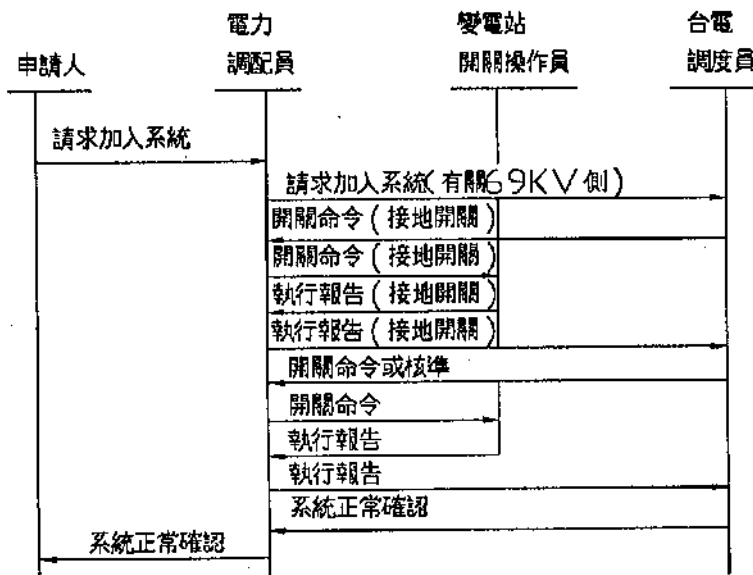 申請人
電力
調配員
變電站
開關操作員
台電
調度員
請求加入系統
請求加入系統(有關69KV側)
開關命令(接地開關)
開關命令(接地開關)
執行報告(接地開關)
執行報告(接地開關)
開關命令或核準
開關命令
執行報告
執行報告
系統正常確認
系統正常確認